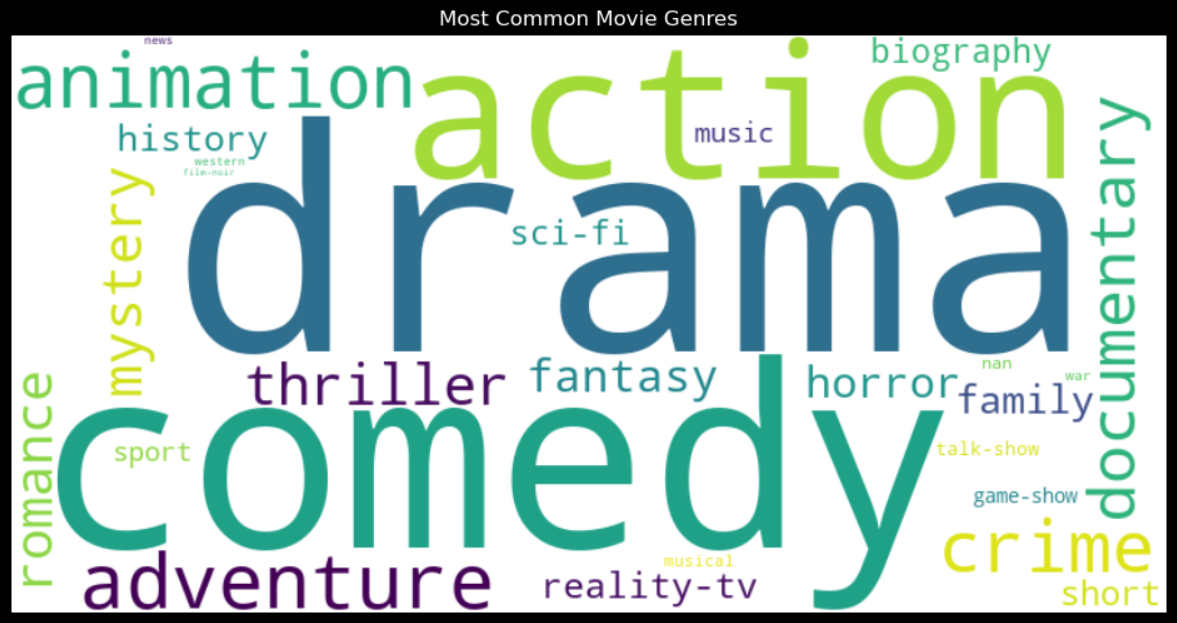 Most Common Movie Genres
news
animation
action
biography
history
music
western
film-noir
drama
mystery
sci-fi
documentary
thriller
fantasy
horror
nan
war
family
romance
comedy
sport
talk-show
game-show
crime
adventure
musical
reality-tv
short